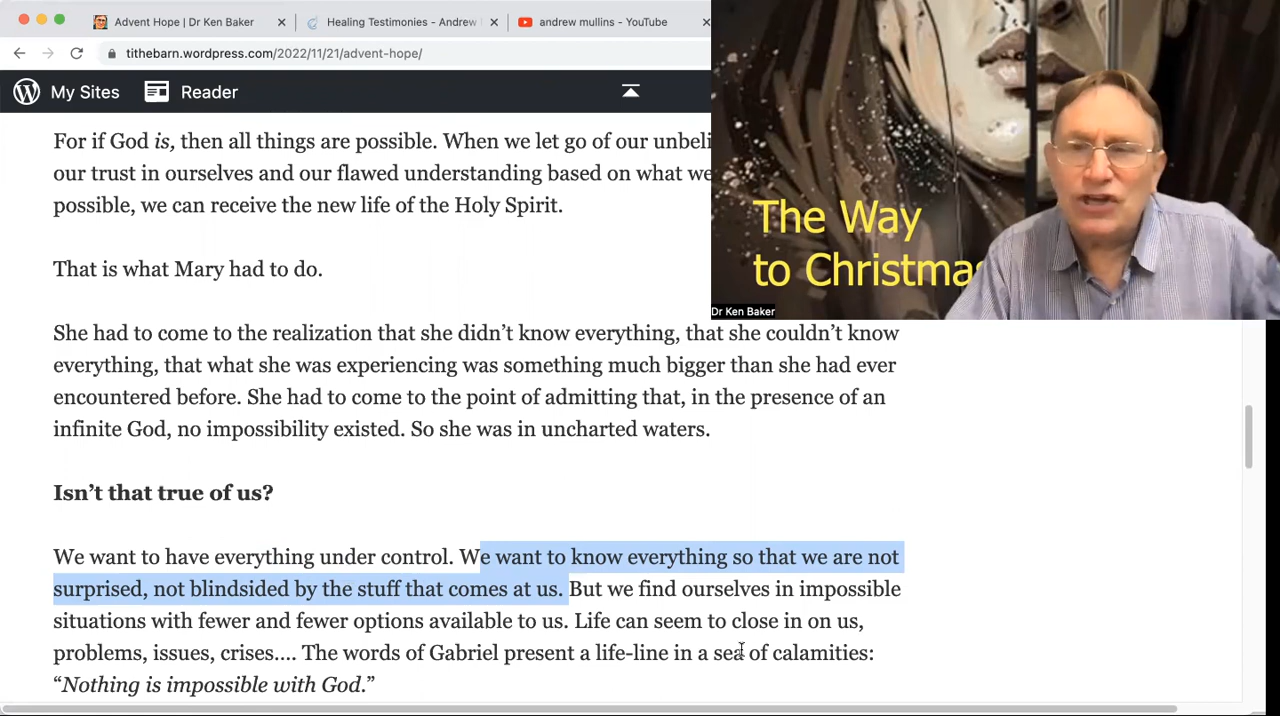 Advent Hope | Dr Ken Baker
Healing Testimonies - Andrew
andrew mullins - YouTube
tithebarn.wordpress.com/2022/11/21/advent-hope/
My Sites
Reader
For if God is, then all things are possible. When we let go of our unbeli
our trust in ourselves and our flawed understanding based on what we
possible, we can receive the new life of the Holy Spirit.
That is what Mary had to do.
She had to come to the realization that she didn’t know everything, that she couldn’t know
everything, that what she was experiencing was something much bigger than she had ever
encountered before. She had to come to the point of admitting that, in the presence of an
infinite God, no impossibility existed. So she was in uncharted waters.
Isn’t that true of us?
We want to have everything under control. We want to know everything so that we are not
surprised, not blindsided by the stuff that comes at us. But we find ourselves in impossible
situations with fewer and fewer options available to us. Life can seem to close in on us,
problems, issues, crises…. The words of Gabriel present a life-line in a sea of calamities:
“Nothing is impossible with God.”
The Way
to Christmas
Dr Ken Baker